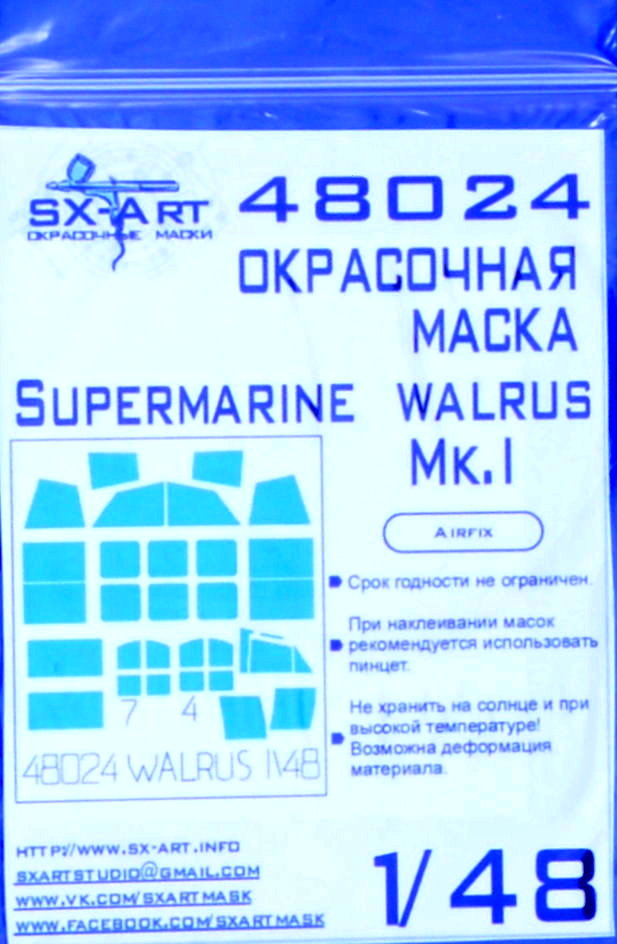 SX-ART
ОКРАСОЧНЫЕ МАСКИ
48024
ОКРАСОЧНАЯ
МАСКА
SUPERMARINE WALRUS
MK.I
AIRFIX
Срок годности не ограничен.
При наклеивании масок
рекомендуется использовать
пинцет.
Не хранить на солнце и при
высокой температуре!
Возможна деформация
материала.
7 4
48024 WALRUS 1\48
HTTP://WWW.SX-ART.INFO
SXARTSTUDIO@GMAIL.COM
WWW.VK.COM/SXARTMASK
WWW.FACEBOOK.COM/SXARTMASK
1/48